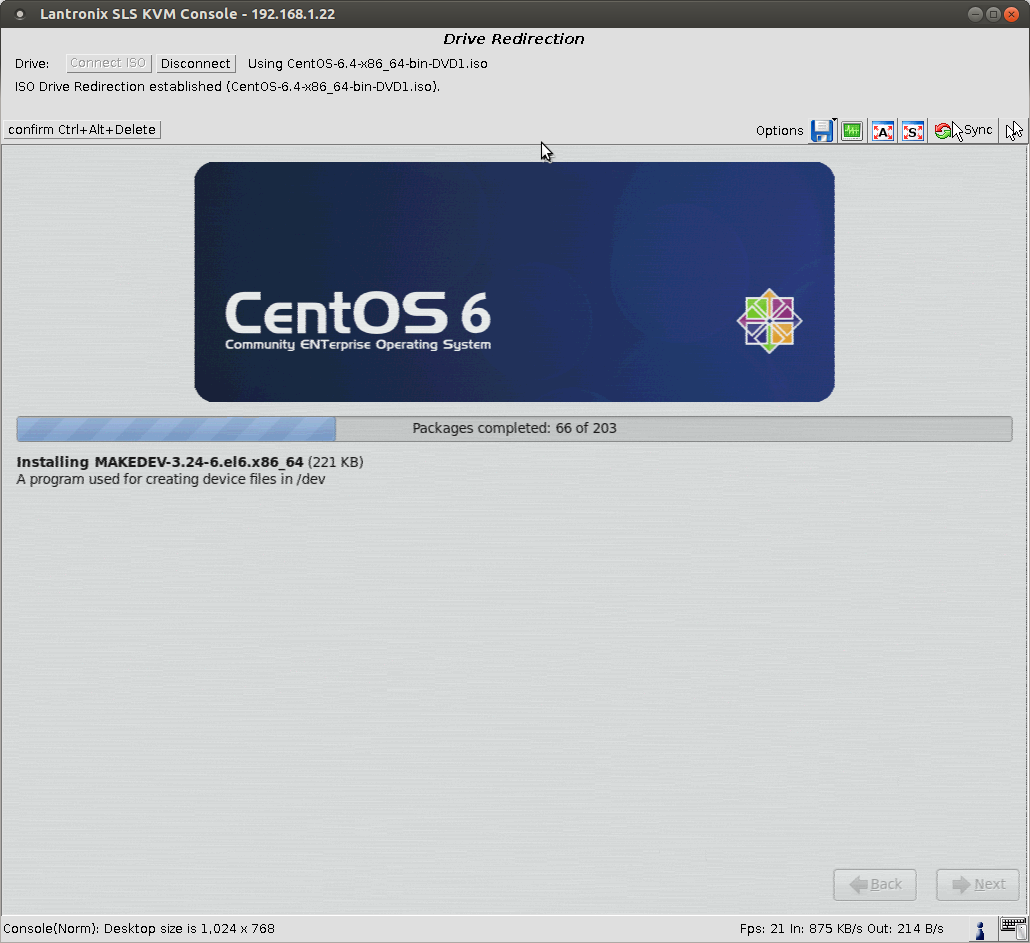 Lantronix SLS KVM Console - 192.168.1.22
Drive Redirection
Drive: Connect ISO Disconnect Using CentOS-6.4-x86_64-bin-DVD1.iso
ISO Drive Redirection established (CentOS-6.4-x86_64-bin-DVD1.iso).
confirm Ctrl+Alt+Delete Options A S Sync
CentOS 6
Community ENTerprise Operating System
Packages completed: 66 of 203
Installing MAKEDEV-3.24-6.el6.x86_64 (221 KB)
A program used for creating device files in /dev
Back Next
Console(Norm): Desktop size is 1,024 x 768 Fps: 21 In: 875 KB/s Out: 214 B/s